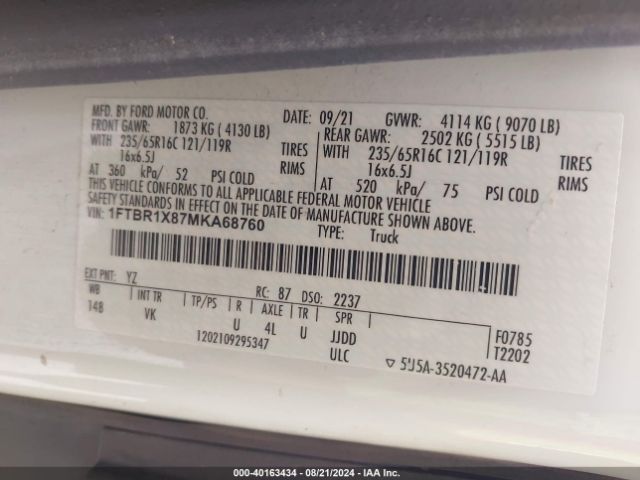 MFD. BY FORD MOTOR CO. DATE: 09/21 GVWR: 4114 KG ( 9070 LB)
FRONT GAWR: 1873 KG ( 4130 LB) REAR GAWR: 2502 KG ( 5515 LB)
WITH 235/65R16C 121/119R TIRES WITH 235/65R16C 121/119R TIRES
16x6.5J RIMS 16x6.5J RIMS
AT 360 kPa/ 52 PSI COLD AT 520 kPa/ 75 PSI COLD
THIS VEHICLE CONFORMS TO ALL APPLICABLE FEDERAL MOTOR VEHICLE
SAFETY STANDARDS IN EFFECT ON THE DATE OF MANUFACTURE SHOWN ABOVE.
VIN: 1FTBR1X87MKA68760
TYPE: Truck
EXT PNT: YZ RC: 87 DSO: 2237
WB INT TR TP/PS R AXLE TR SPR F0785
148 VK U 4L U JJDD T2202
1202109295347 ULC
5U5A-3520472-AA
000-40163434 - 08/21/2024 - IAA Inc.